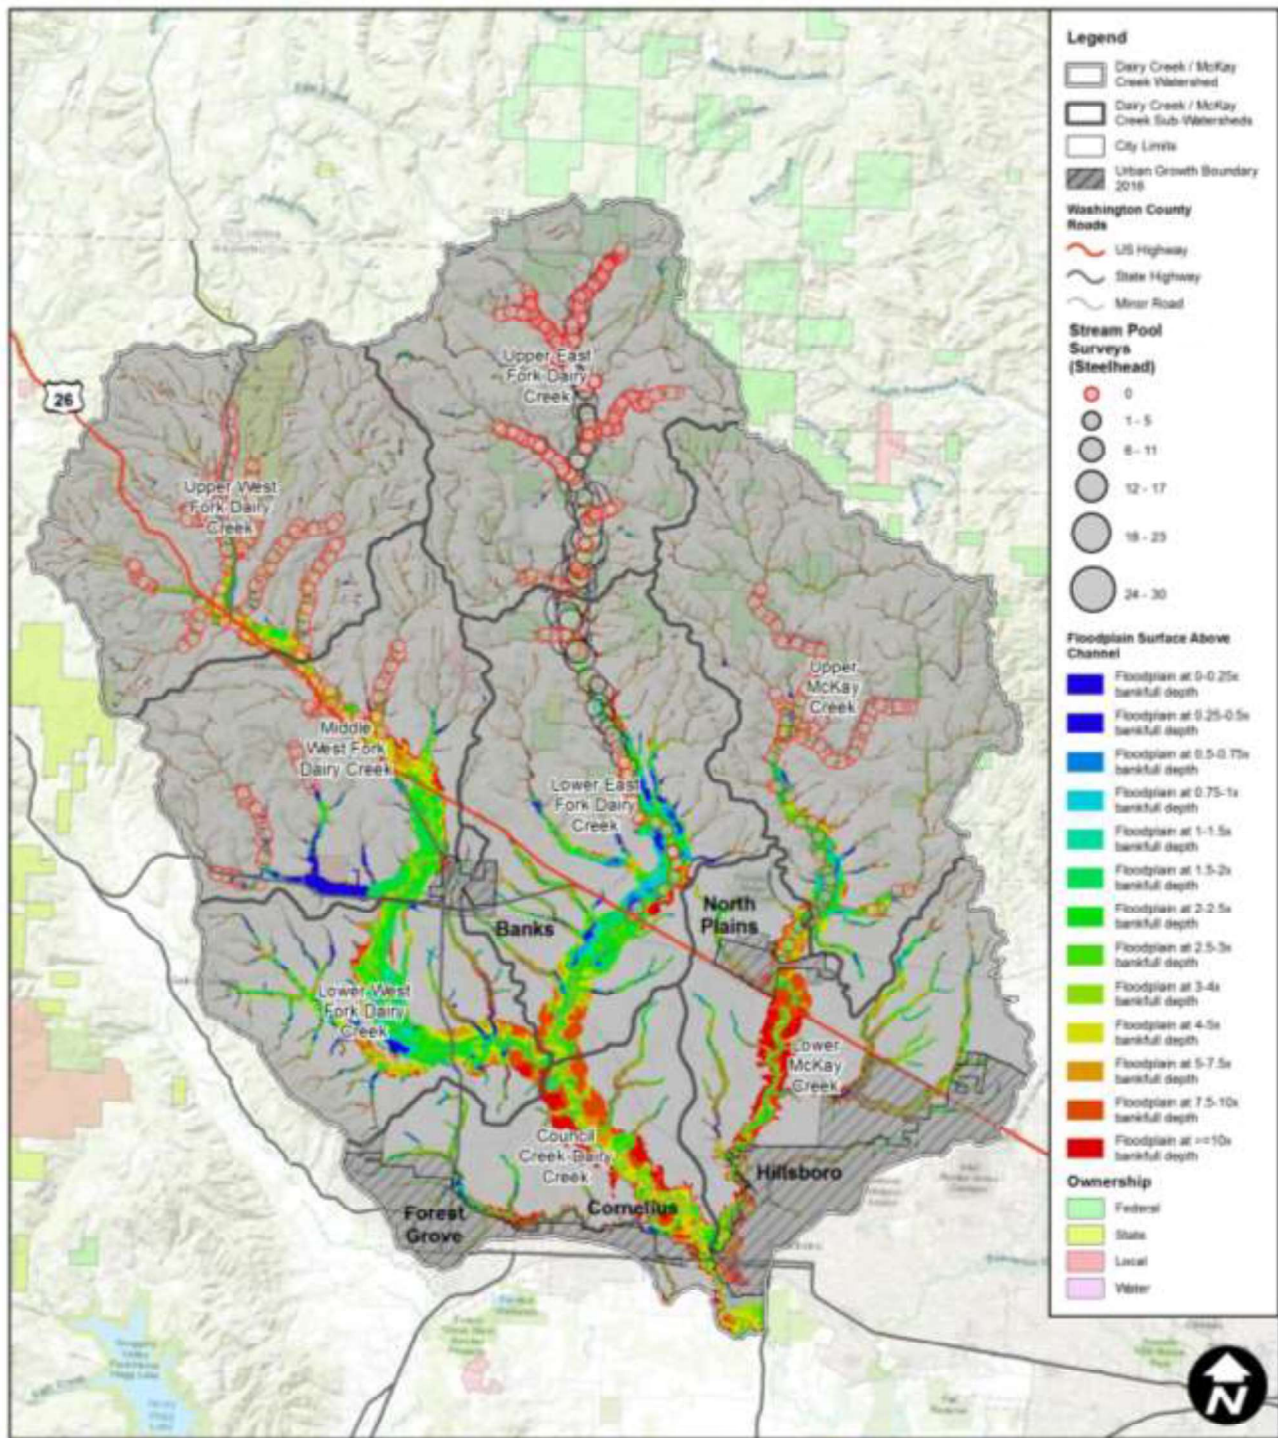 Legend
Dairy Creek / McKay
Creek Watershed
Dairy Creek / McKay
Creek Sub-Watersheds
City Limits
Urban Growth Boundary
2016
Washington County
Roads
US Highway
State Highway
Minor Road
Stream Pool
Surveys
(Steelhead)
0
1 - 5
6 - 11
12 - 17
18 - 23
24 - 30
Floodplain Surface Above
Channel
Floodplain at 0-0.25x
bankfull depth
Floodplain at 0.25-0.5x
bankfull depth
Floodplain at 0.5-0.75x
bankfull depth
Floodplain at 0.75-1x
bankfull depth
Floodplain at 1-1.5x
bankfull depth
Floodplain at 1.5-2x
bankfull depth
Floodplain at 2-2.5x
bankfull depth
Floodplain at 2.5-3x
bankfull depth
Floodplain at 3-4x
bankfull depth
Floodplain at 4-5x
bankfull depth
Floodplain at 5-7.5x
bankfull depth
Floodplain at 7.5-10x
bankfull depth
Floodplain at >=10x
bankfull depth
Ownership
Federal
State
Local
Water
26
Upper East
Fork Dairy
Creek
Upper West
Fork Dairy
Creek
Upper
McKay
Creek
Middle
West Fork
Dairy Creek
Lower East
Fork Dairy
Creek
North
Plains
Banks
Lower West
Fork Dairy
Creek
Lower
McKay
Creek
Council
Creek-Dairy
Creek
Hillsboro
Cornelius
Forest
Grove
N